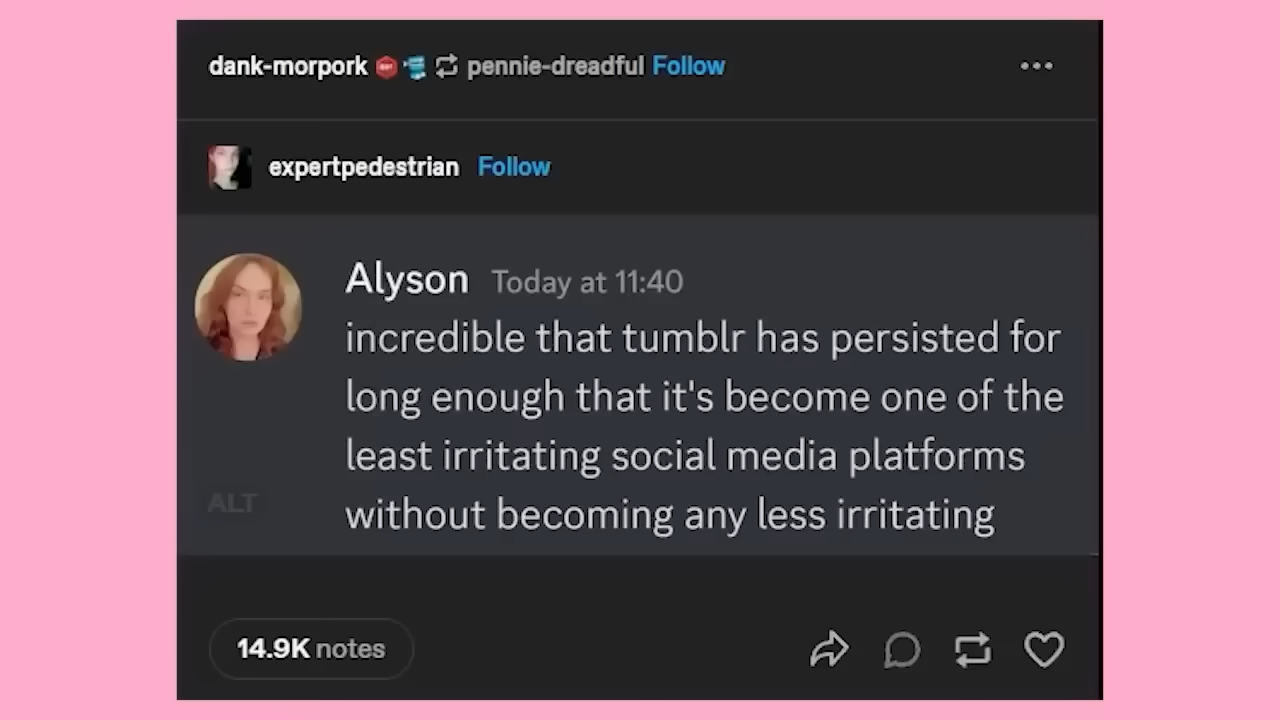 dank-morpork pennie-dreadful Follow
expertpedestrian Follow
Alyson Today at 11:40
incredible that tumblr has persisted for
long enough that it's become one of the
least irritating social media platforms
without becoming any less irritating
ALT
14.9K notes